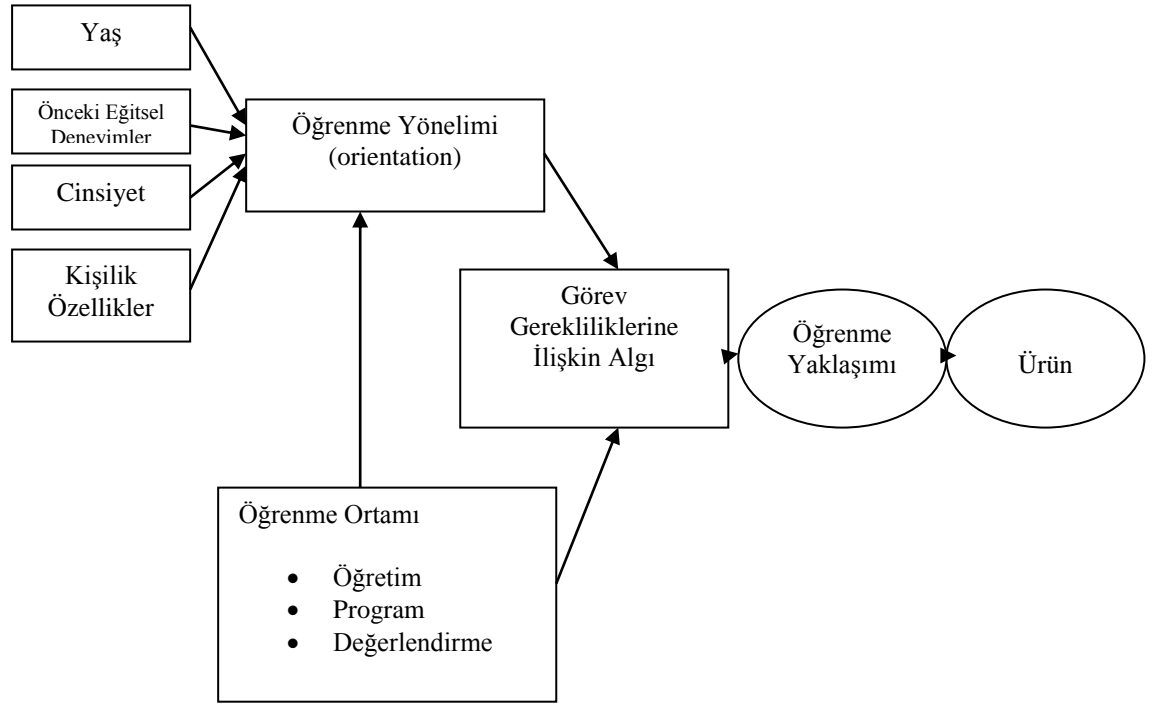 Yaş
Önceki Eğitsel
Deneyimler
Cinsiyet
Kişilik
Özellikler
Öğrenme Yönelimi
(orientation)
Görev
Gerekliliklerine
İlişkin Algı
Öğrenme
Yaklaşımı
Ürün
Öğrenme Ortamı
• Öğretim
• Program
• Değerlendirme